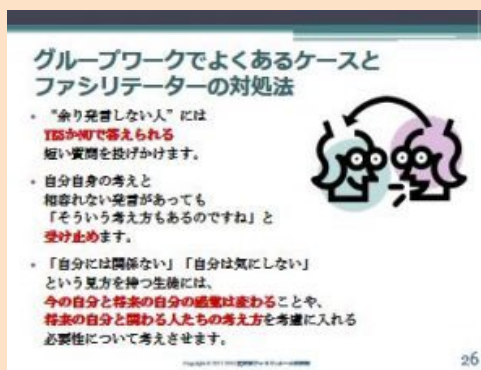 グループワークでよくあるケースと
ファシリテーターの対処法
• “余り発言しない人”には
YESかNOで答えられる
短い質問を投げかけます。
• 自分自身の考えと
相容れない発言があっても
「そういう考え方もあるのですね」と
受け止めます。
• 「自分には関係ない」「自分は気にしない」
という見方を持つ生徒には、
今の自分と将来の自分の感覚は変わることや、
将来の自分と関わる人たちの考え方を考慮に入れる
必要性について考えさせます。
26